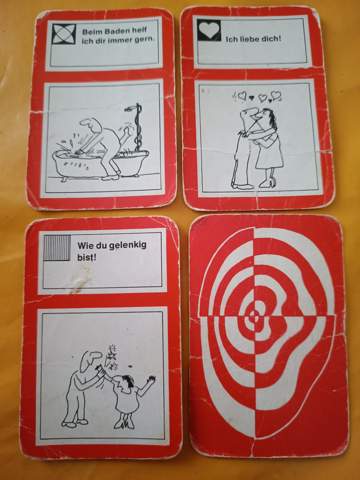 Beim Baden helf
ich dir immer gern.
Ich liebe dich!
Wie du gelenkig
bist!